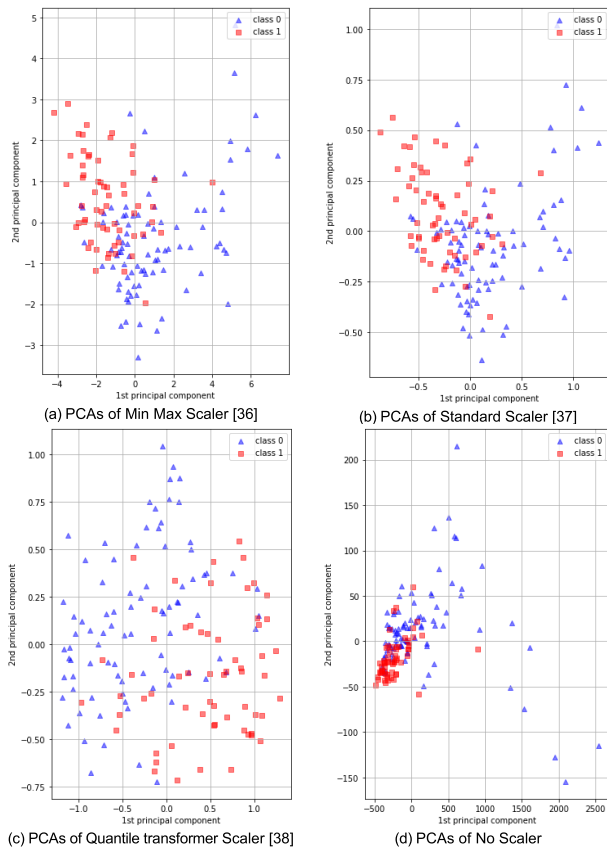 class 0
class 1
5
4
3
2
1
0
−1
−2
−3
2nd principal component
−4
−2
0
2
4
6
1st principal component
(a) PCAs of Min Max Scaler [36]
class 0
class 1
1.00
0.75
0.50
0.25
0.00
−0.25
−0.50
2nd principal component
−0.5
0.0
0.5
1.0
1st principal component
(b) PCAs of Standard Scaler [37]
class 0
class 1
1.00
0.75
0.50
0.25
0.00
−0.25
−0.50
−0.75
2nd principal component
−1.0
−0.5
0.0
0.5
1.0
1st principal component
(c) PCAs of Quantile transformer Scaler [38]
class 0
class 1
200
150
100
50
0
−50
−100
−150
2nd principal component
−500
0
500
1000
1500
2000
2500
1st principal component
(d) PCAs of No Scaler